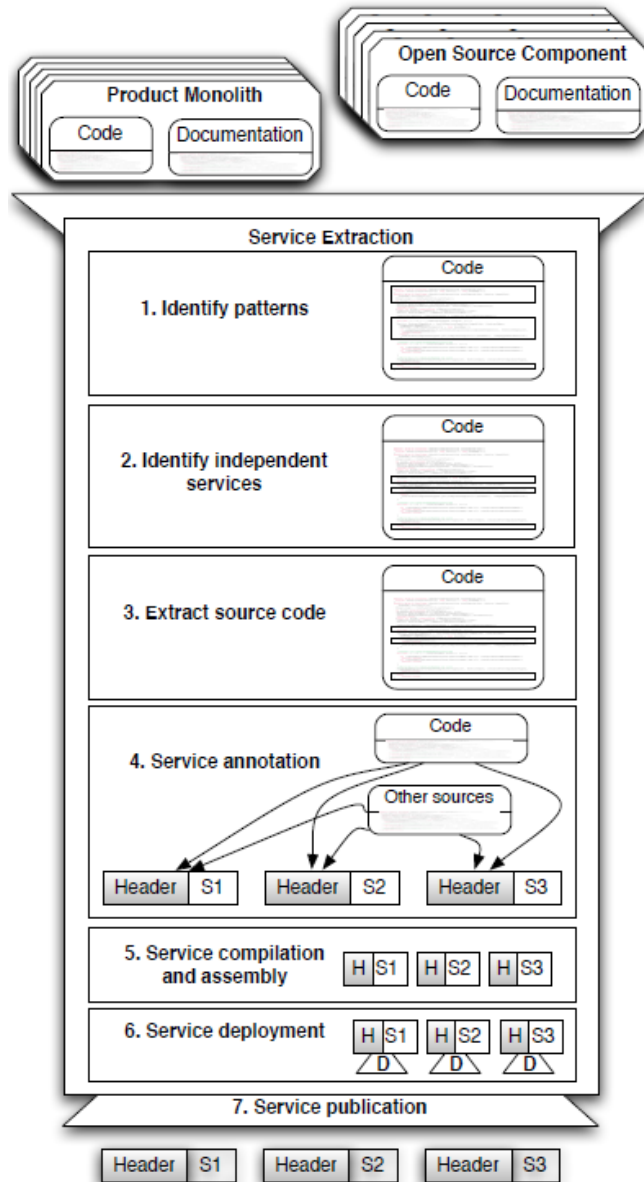 Open Source Component
Code
Documentation
Product Monolith
Code
Documentation
Service Extraction
Code
1. Identify patterns
Code
2. Identify independent
services
Code
3. Extract source code
Code
4. Service annotation
Other sources
Header S1
Header S2
Header S3
5. Service compilation
and assembly
H S1
H S2
H S3
6. Service deployment
H S1
H S2
H S3
D
D
D
7. Service publication
Header S1
Header S2
Header S3